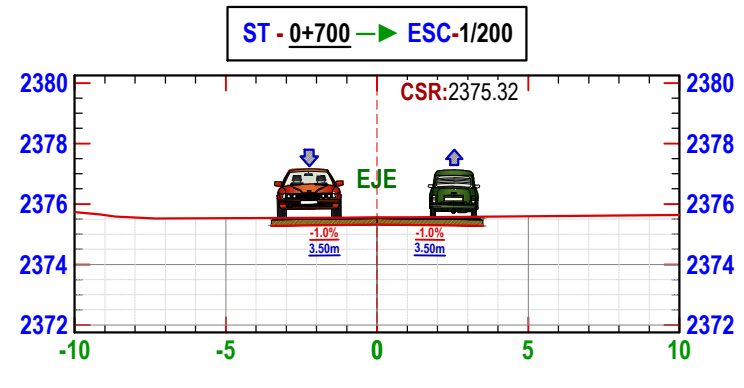 ST - 0+700 —► ESC-1/200
CSR:2375.32
2380 2380
2378 2378
EJE
2376 2376
-1.0% -1.0%
3.50m 3.50m
2374 2374
2372 2372
-10 -5 0 5 10